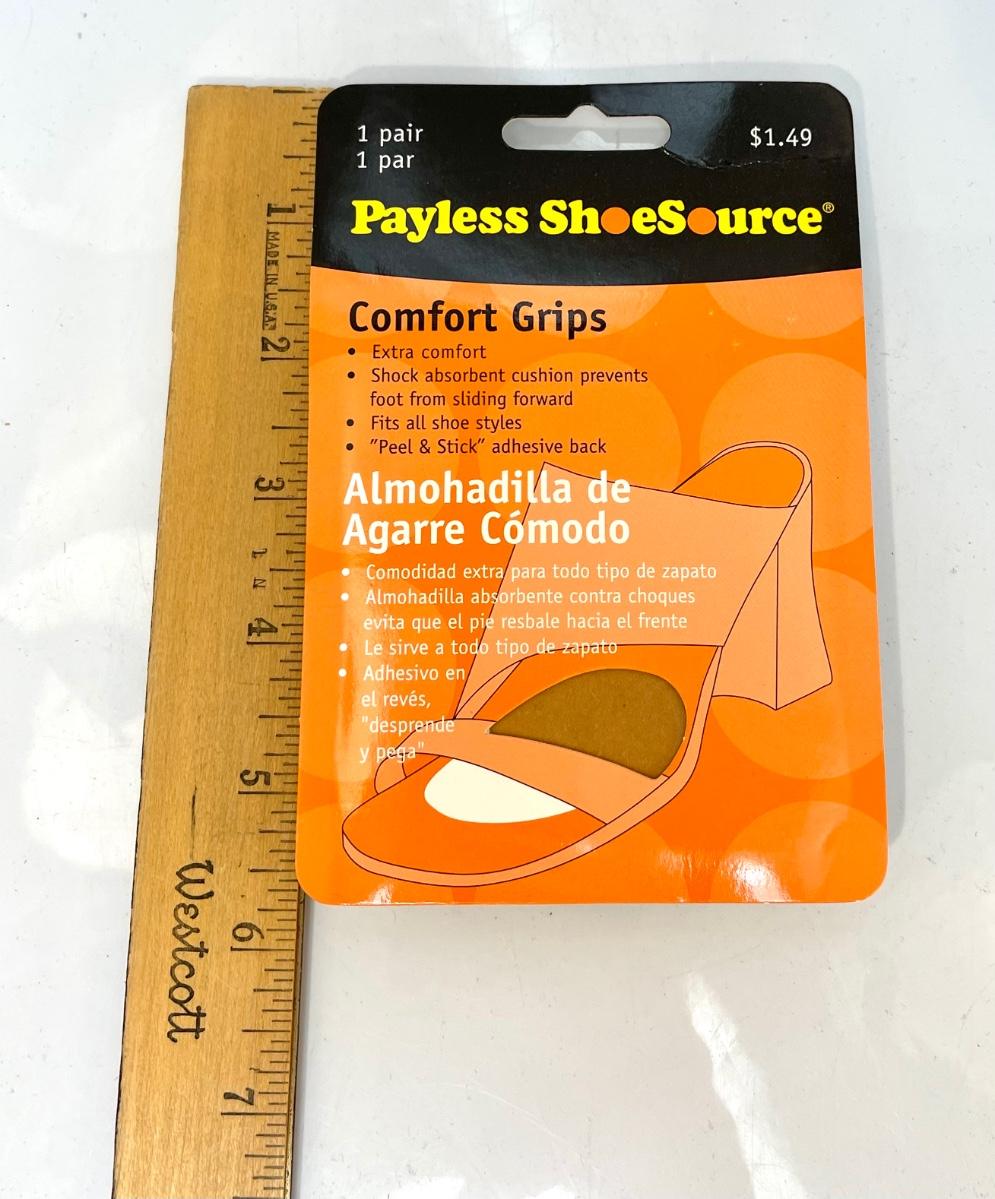 1 pair
1 par
$1.49
Payless ShoeSource®
Comfort Grips
• Extra comfort
• Shock absorbent cushion prevents
foot from sliding forward
• Fits all shoe styles
• "Peel & Stick" adhesive back
Almohadilla de
Agarre Cómodo
• Comodidad extra para todo tipo de zapato
• Almohadilla absorbente contra choques
evita que el pie resbale hacia el frente
• Le sirve a todo tipo de zapato
• Adhesivo en
el revés,
"desprende
y pega"
1
MADE IN U.S.A.
2
3
4
5
6
7
Westcott